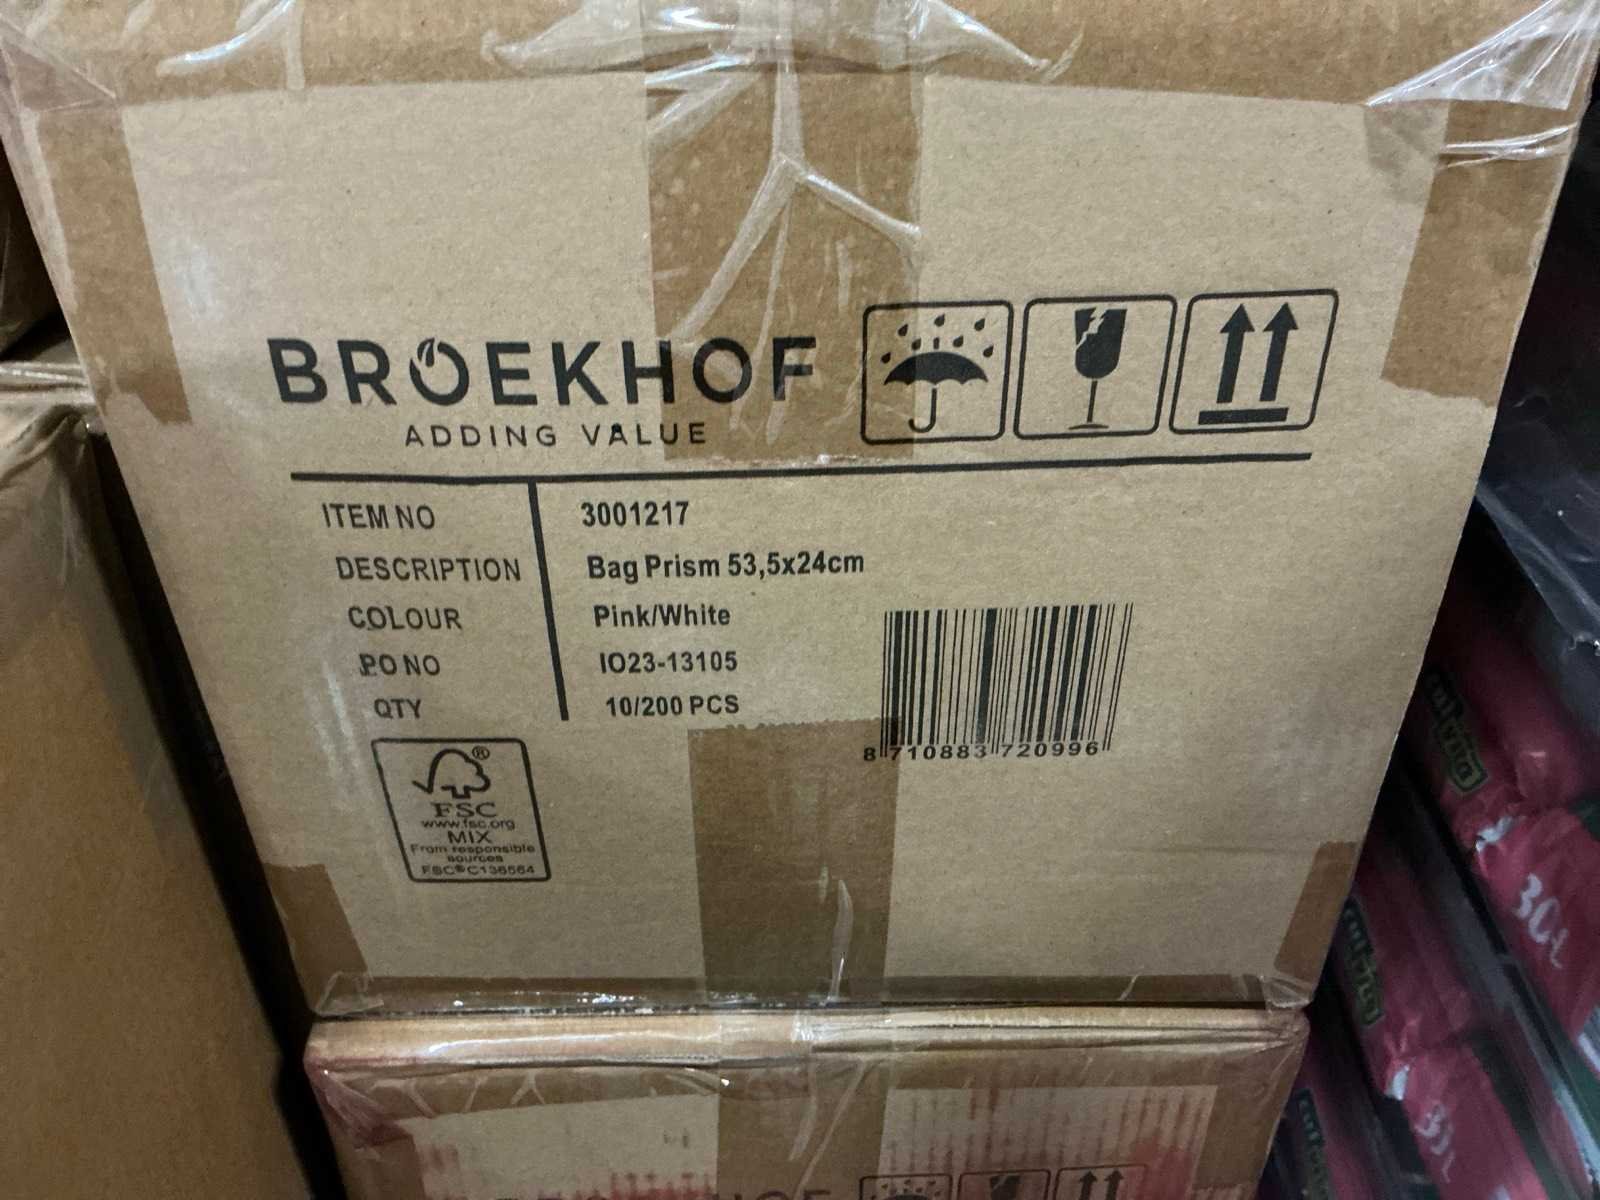 BROEKHOF
ADDING VALUE
ITEM NO 3001217
DESCRIPTION Bag Prism 53,5x24cm
COLOUR Pink/White
PO NO IO23-13105
QTY 10/200 PCS
8 710883 720996
®
FSC
www.fsc.org
MIX
From responsible
sources
FSC® C136564
30L